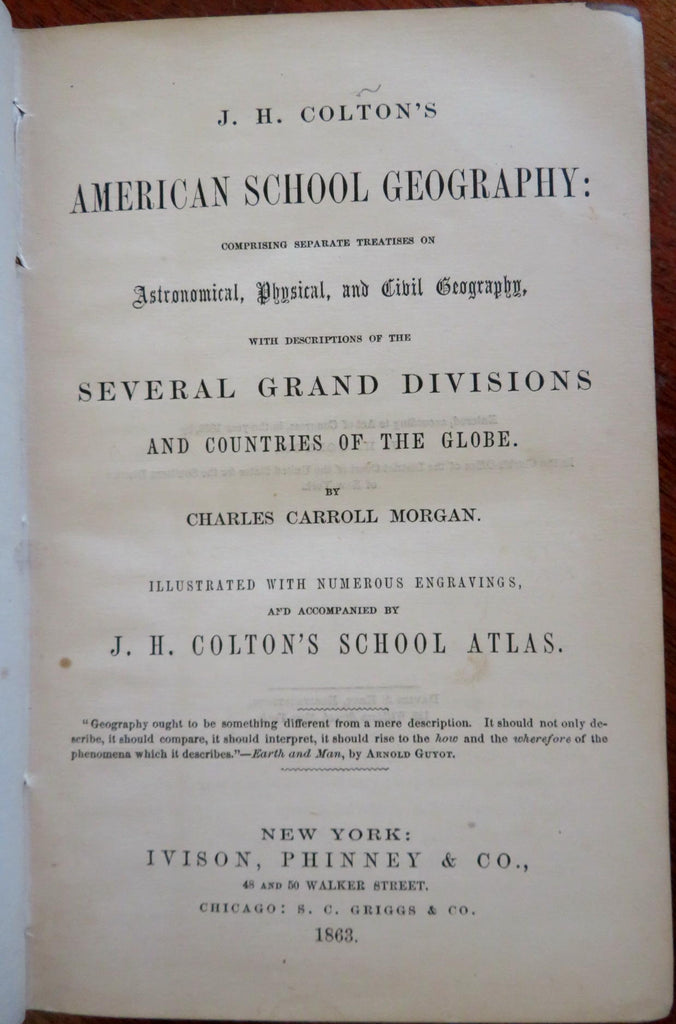 J. H. COLTON'S
AMERICAN SCHOOL GEOGRAPHY:
COMPRISING SEPARATE TREATISES ON
Astronomical, Physical, and Civil Geography,
WITH DESCRIPTIONS OF THE
SEVERAL GRAND DIVISIONS
AND COUNTRIES OF THE GLOBE.
BY
CHARLES CARROLL MORGAN.
ILLUSTRATED WITH NUMEROUS ENGRAVINGS,
AND ACCOMPANIED BY
J. H. COLTON'S SCHOOL ATLAS.
"Geography ought to be something different from a mere description. It should not only de-
scribe, it should compare, it should interpret, it should rise to the how and the wherefore of the
phenomena which it describes."—Earth and Man, by ARNOLD GUYOT.
NEW YORK:
IVISON, PHINNEY & CO.,
48 AND 50 WALKER STREET.
CHICAGO: S. C. GRIGGS & CO.
1863.